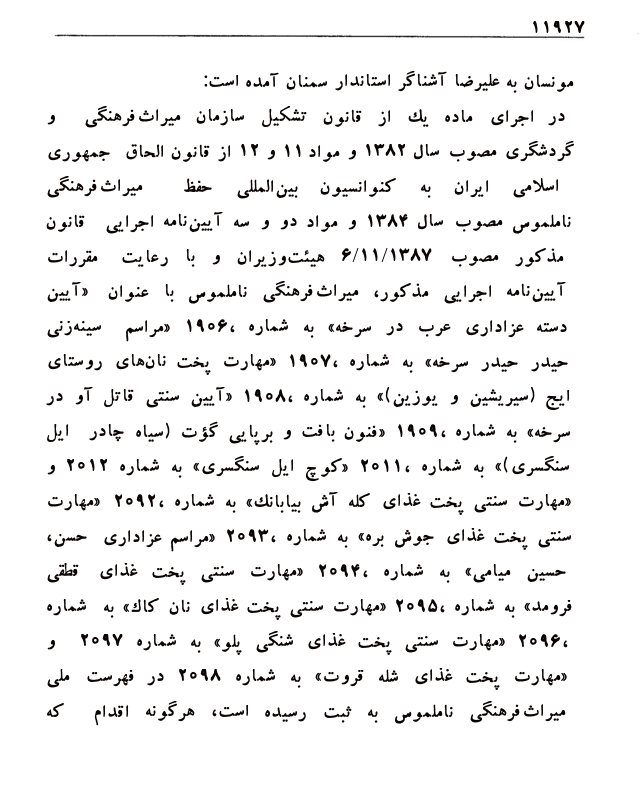 ۱۱۹۲۷
مونسان به علیرضا آشناگر استاندار سمنان آمده است:
در اجرای ماده یك از قانون تشکیل سازمان میراث‌فرهنگی و
گردشگری مصوب سال ۱۳۸۲ و مواد ۱۱ و ۱۲ از قانون الحاق جمهوری
اسلامی ایران به کنوانسیون بین‌المللی حفظ میراث‌فرهنگی
ناملموس مصوب سال ۱۳۸۴ و مواد دو و سه آیین‌نامه اجرایی قانون
مذکور مصوب ۶/۱۱/۱۳۸۷ هیئت‌وزیران و با رعایت مقررات
آیین‌نامه اجرایی مذکور، میراث‌فرهنگی ناملموس با عنوان «آیین
دسته عزاداری عرب در سرخه» به شماره ،۱۹۰۶ «مراسم سینه‌زنی
حیدر حیدر سرخه» به شماره ،۱۹۰۷ «مهارت پخت نان‌های روستای
ایج (سیریشین و یوزین)» به شماره ،۱۹۰۸ «آیین سنتی قاتل آو در
سرخه» به شماره ،۱۹۰۹ «فنون بافت و برپایی گؤت (سیاه چادر ایل
سنگسری)» به شماره ،۲۰۱۱ «کوچ ایل سنگسری» به شماره ۲۰۱۲ و
«مهارت سنتی پخت غذای کله آش بیابانك» به شماره ،۲۰۹۲ «مهارت
سنتی پخت غذای جوش بره» به شماره ،۲۰۹۳ «مراسم عزاداری حسن،
حسین میامی» به شماره ،۲۰۹۴ «مهارت سنتی پخت غذای قطقی
فرومد» به شماره ،۲۰۹۵ «مهارت سنتی پخت غذای نان کاك» به شماره
،۲۰۹۶ «مهارت سنتی پخت غذای شنگی پلو» به شماره ۲۰۹۷ و
«مهارت پخت غذای شله قروت» به شماره ۲۰۹۸ در فهرست ملی
میراث‌فرهنگی ناملموس به ثبت رسیده است، هرگونه اقدام که